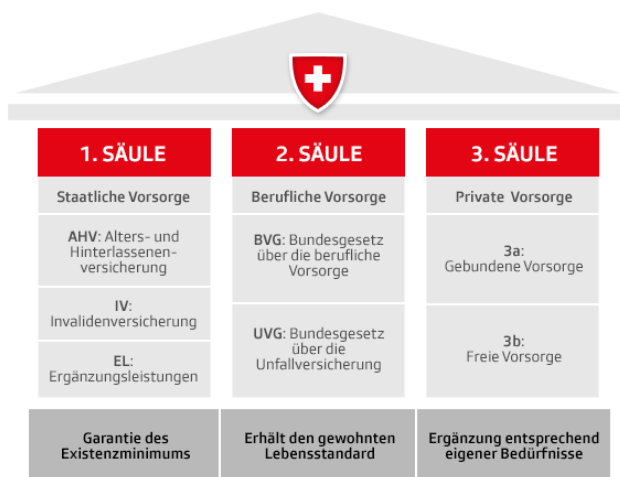 1. SÄULE
Staatliche Vorsorge
AHV: Alters- und
Hinterlassenen-
versicherung
IV:
Invalidenversicherung
EL:
Ergänzungsleistungen
Garantie des
Existenzminimums
2. SÄULE
Berufliche Vorsorge
BVG: Bundesgesetz
über die berufliche
Vorsorge
UVG: Bundesgesetz
über die
Unfallversicherung
Erhält den gewohnten
Lebensstandard
3. SÄULE
Private Vorsorge
3a:
Gebundene Vorsorge
3b:
Freie Vorsorge
Ergänzung entsprechend
eigener Bedürfnisse